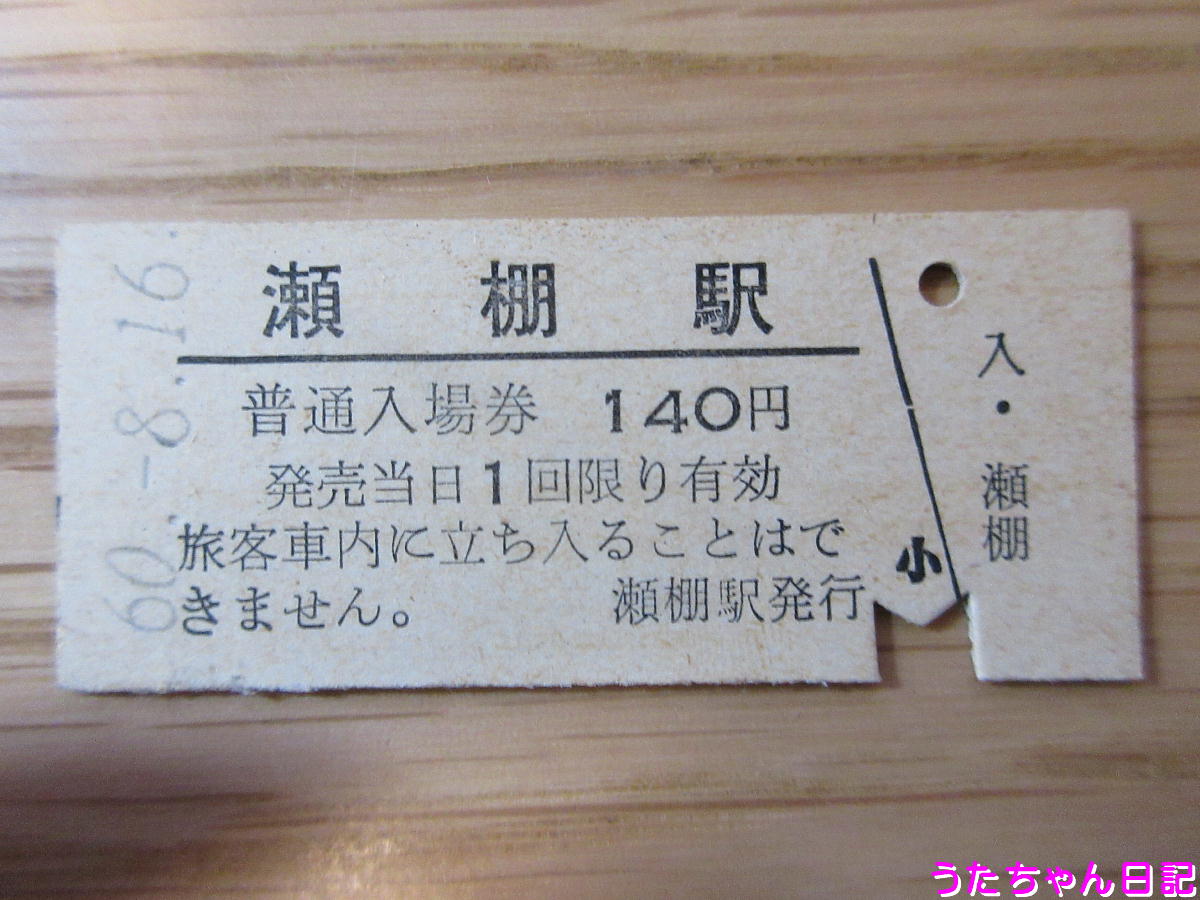 60.-8.16.
瀬棚駅
普通入場券 140円
発売当日1回限り有効
旅客車内に立ち入ることはで
きません。 瀬棚駅発行
小
入・瀬棚
うたちゃん日記